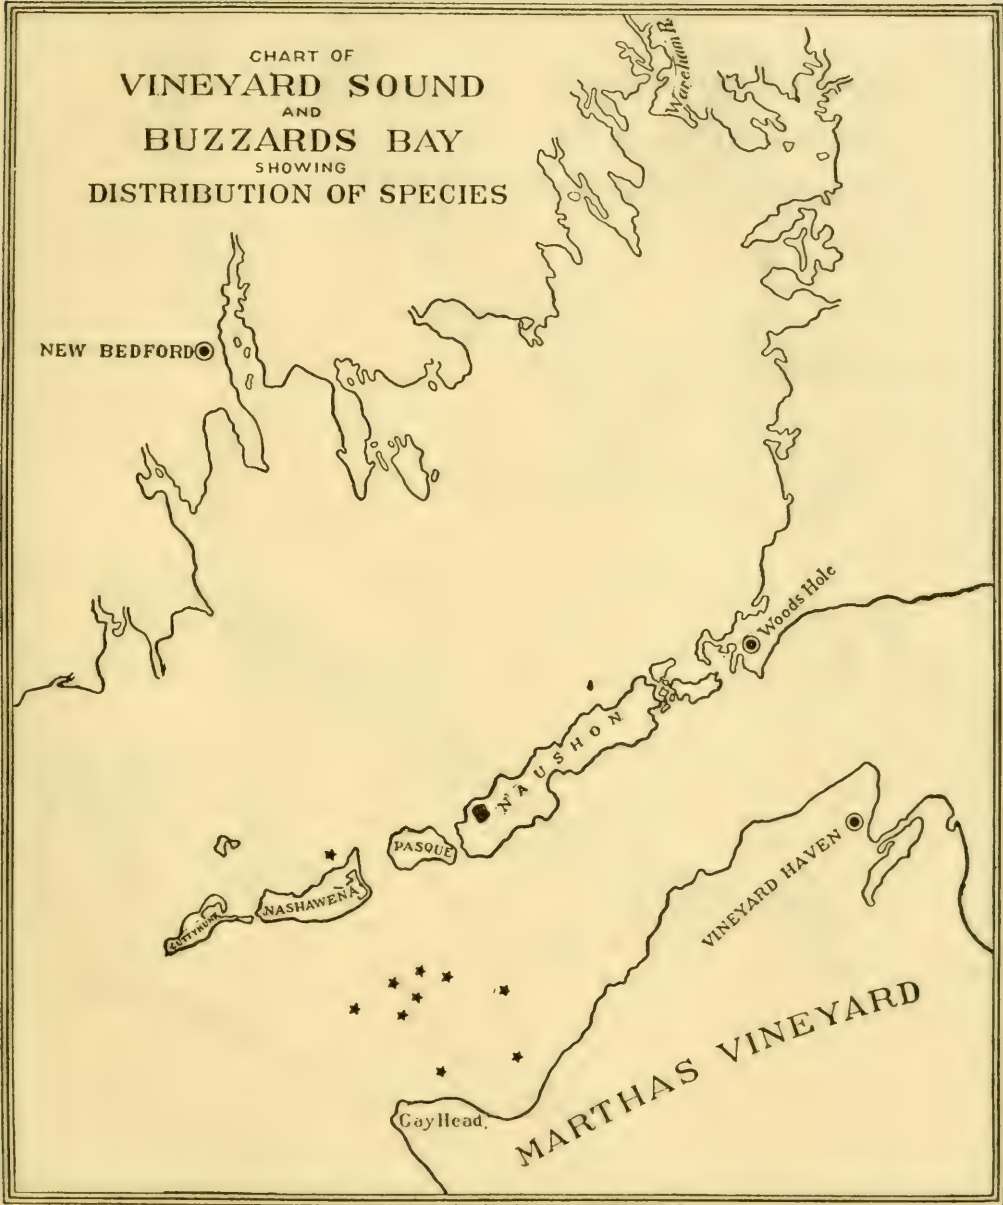 CHART OF
VINEYARD SOUND
AND
BUZZARDS BAY
SHOWING
DISTRIBUTION OF SPECIES
Wareham R.
NEW BEDFORD
Woods Hole
NAUSHON
PASQUE
NASHAWENA
CUTTYHUNK
VINEYARD HAVEN
MARTHAS VINEYARD
Gay Head.